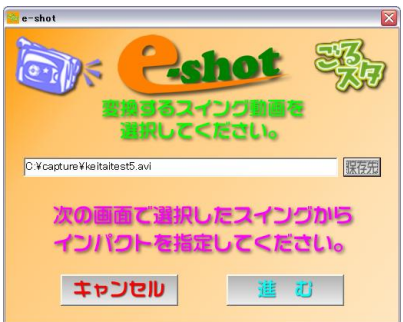 e-shot
e-shot
ごるスタ
変換するスイング動画を
選択してください。
C:¥capture¥keitaitest5.avi
保存先
次の画面で選択したスイングから
インパクトを指定してください。
キャンセル
進 む